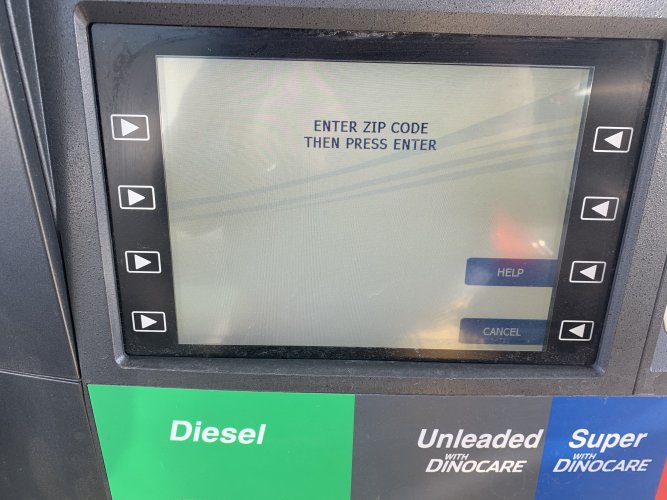 ENTER ZIP CODE
THEN PRESS ENTER
HELP
CANCEL
Diesel
Unleaded
WITH
DINOCARE
Super
WITH
DINOCARE